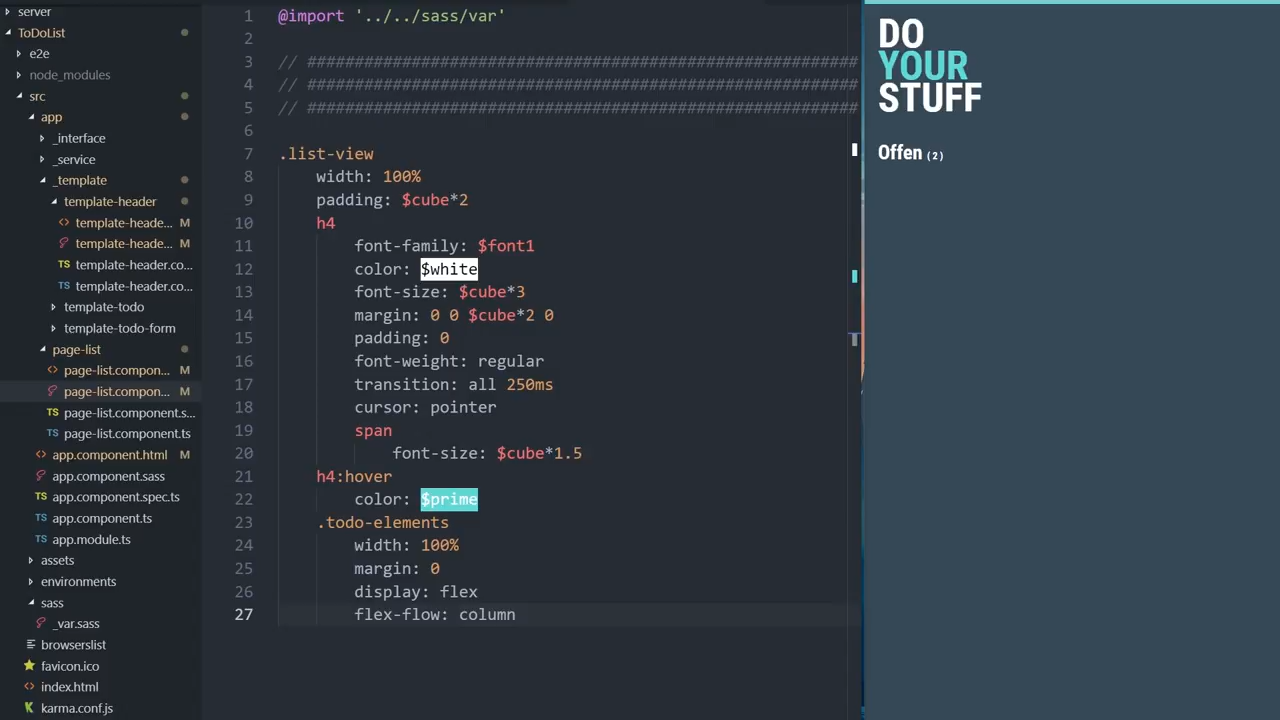 server
ToDoList
e2e
node_modules
src
app
_interface
_service
_template
template-header
template-heade... M
template-heade... M
TS template-header.co...
TS template-header.co...
template-todo
template-todo-form
page-list
page-list.compon... M
page-list.compon... M
TS page-list.component.s...
TS page-list.component.ts
app.component.html M
app.component.sass
TS app.component.spec.ts
TS app.component.ts
TS app.module.ts
assets
environments
sass
_var.sass
browserslist
favicon.ico
index.html
karma.conf.js
1 @import '../../sass/var'
2
3 // ##########################################################
4 // ##########################################################
5 // ##########################################################
6
7 .list-view
8 width: 100%
9 padding: $cube*2
10 h4
11 font-family: $font1
12 color: $white
13 font-size: $cube*3
14 margin: 0 0 $cube*2 0
15 padding: 0
16 font-weight: regular
17 transition: all 250ms
18 cursor: pointer
19 span
20 font-size: $cube*1.5
21 h4:hover
22 color: $prime
23 .todo-elements
24 width: 100%
25 margin: 0
26 display: flex
27 flex-flow: column
DO
YOUR
STUFF
Offen (2)